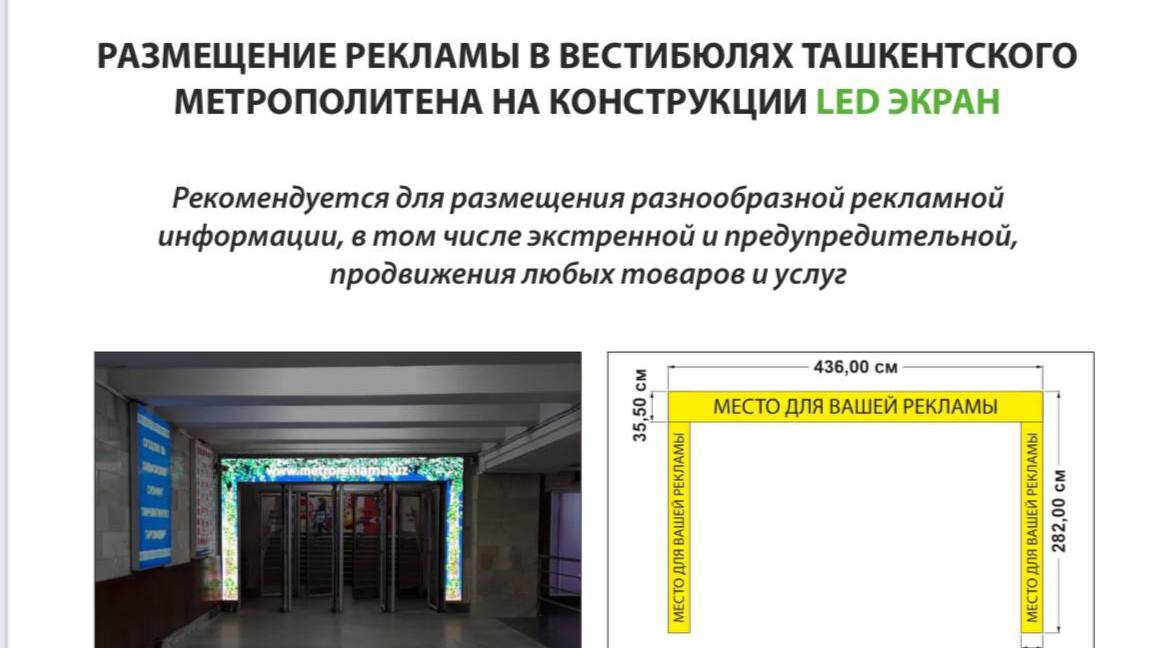 РАЗМЕЩЕНИЕ РЕКЛАМЫ В ВЕСТИБЮЛЯХ ТАШКЕНТСКОГО
МЕТРОПОЛИТЕНА НА КОНСТРУКЦИИ LED ЭКРАН
Рекомендуется для размещения разнообразной рекламной
информации, в том числе экстренной и предупредительной,
продвижения любых товаров и услуг
www.metroreklama.uz
436,00 см
35,50 см
МЕСТО ДЛЯ ВАШЕЙ РЕКЛАМЫ
МЕСТО ДЛЯ ВАШЕЙ РЕКЛАМЫ
МЕСТО ДЛЯ ВАШЕЙ РЕКЛАМЫ
282,00 см